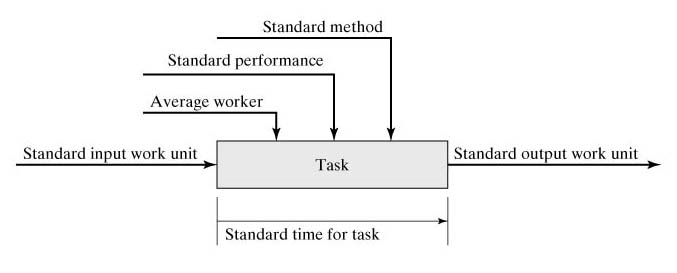 Standard method
Standard performance
Average worker
Standard input work unit
Task
Standard output work unit
Standard time for task